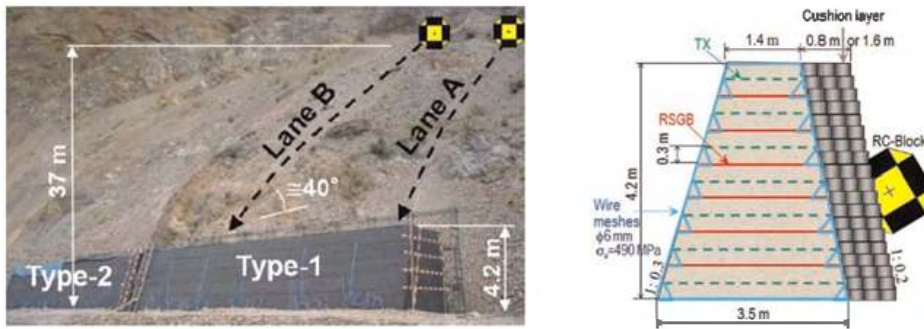 37 m
Lane B
Lane A
≅40°
Type-2
Type-1
4.2 m
Cushion layer
1.4 m
0.8 m or 1.6 m
TX
RSGB
0.3 m
4.2 m
RC-Block
Wire
meshes
ϕ6 mm
=490 MPa
1: 0.3
1: 0.2
3.5 m